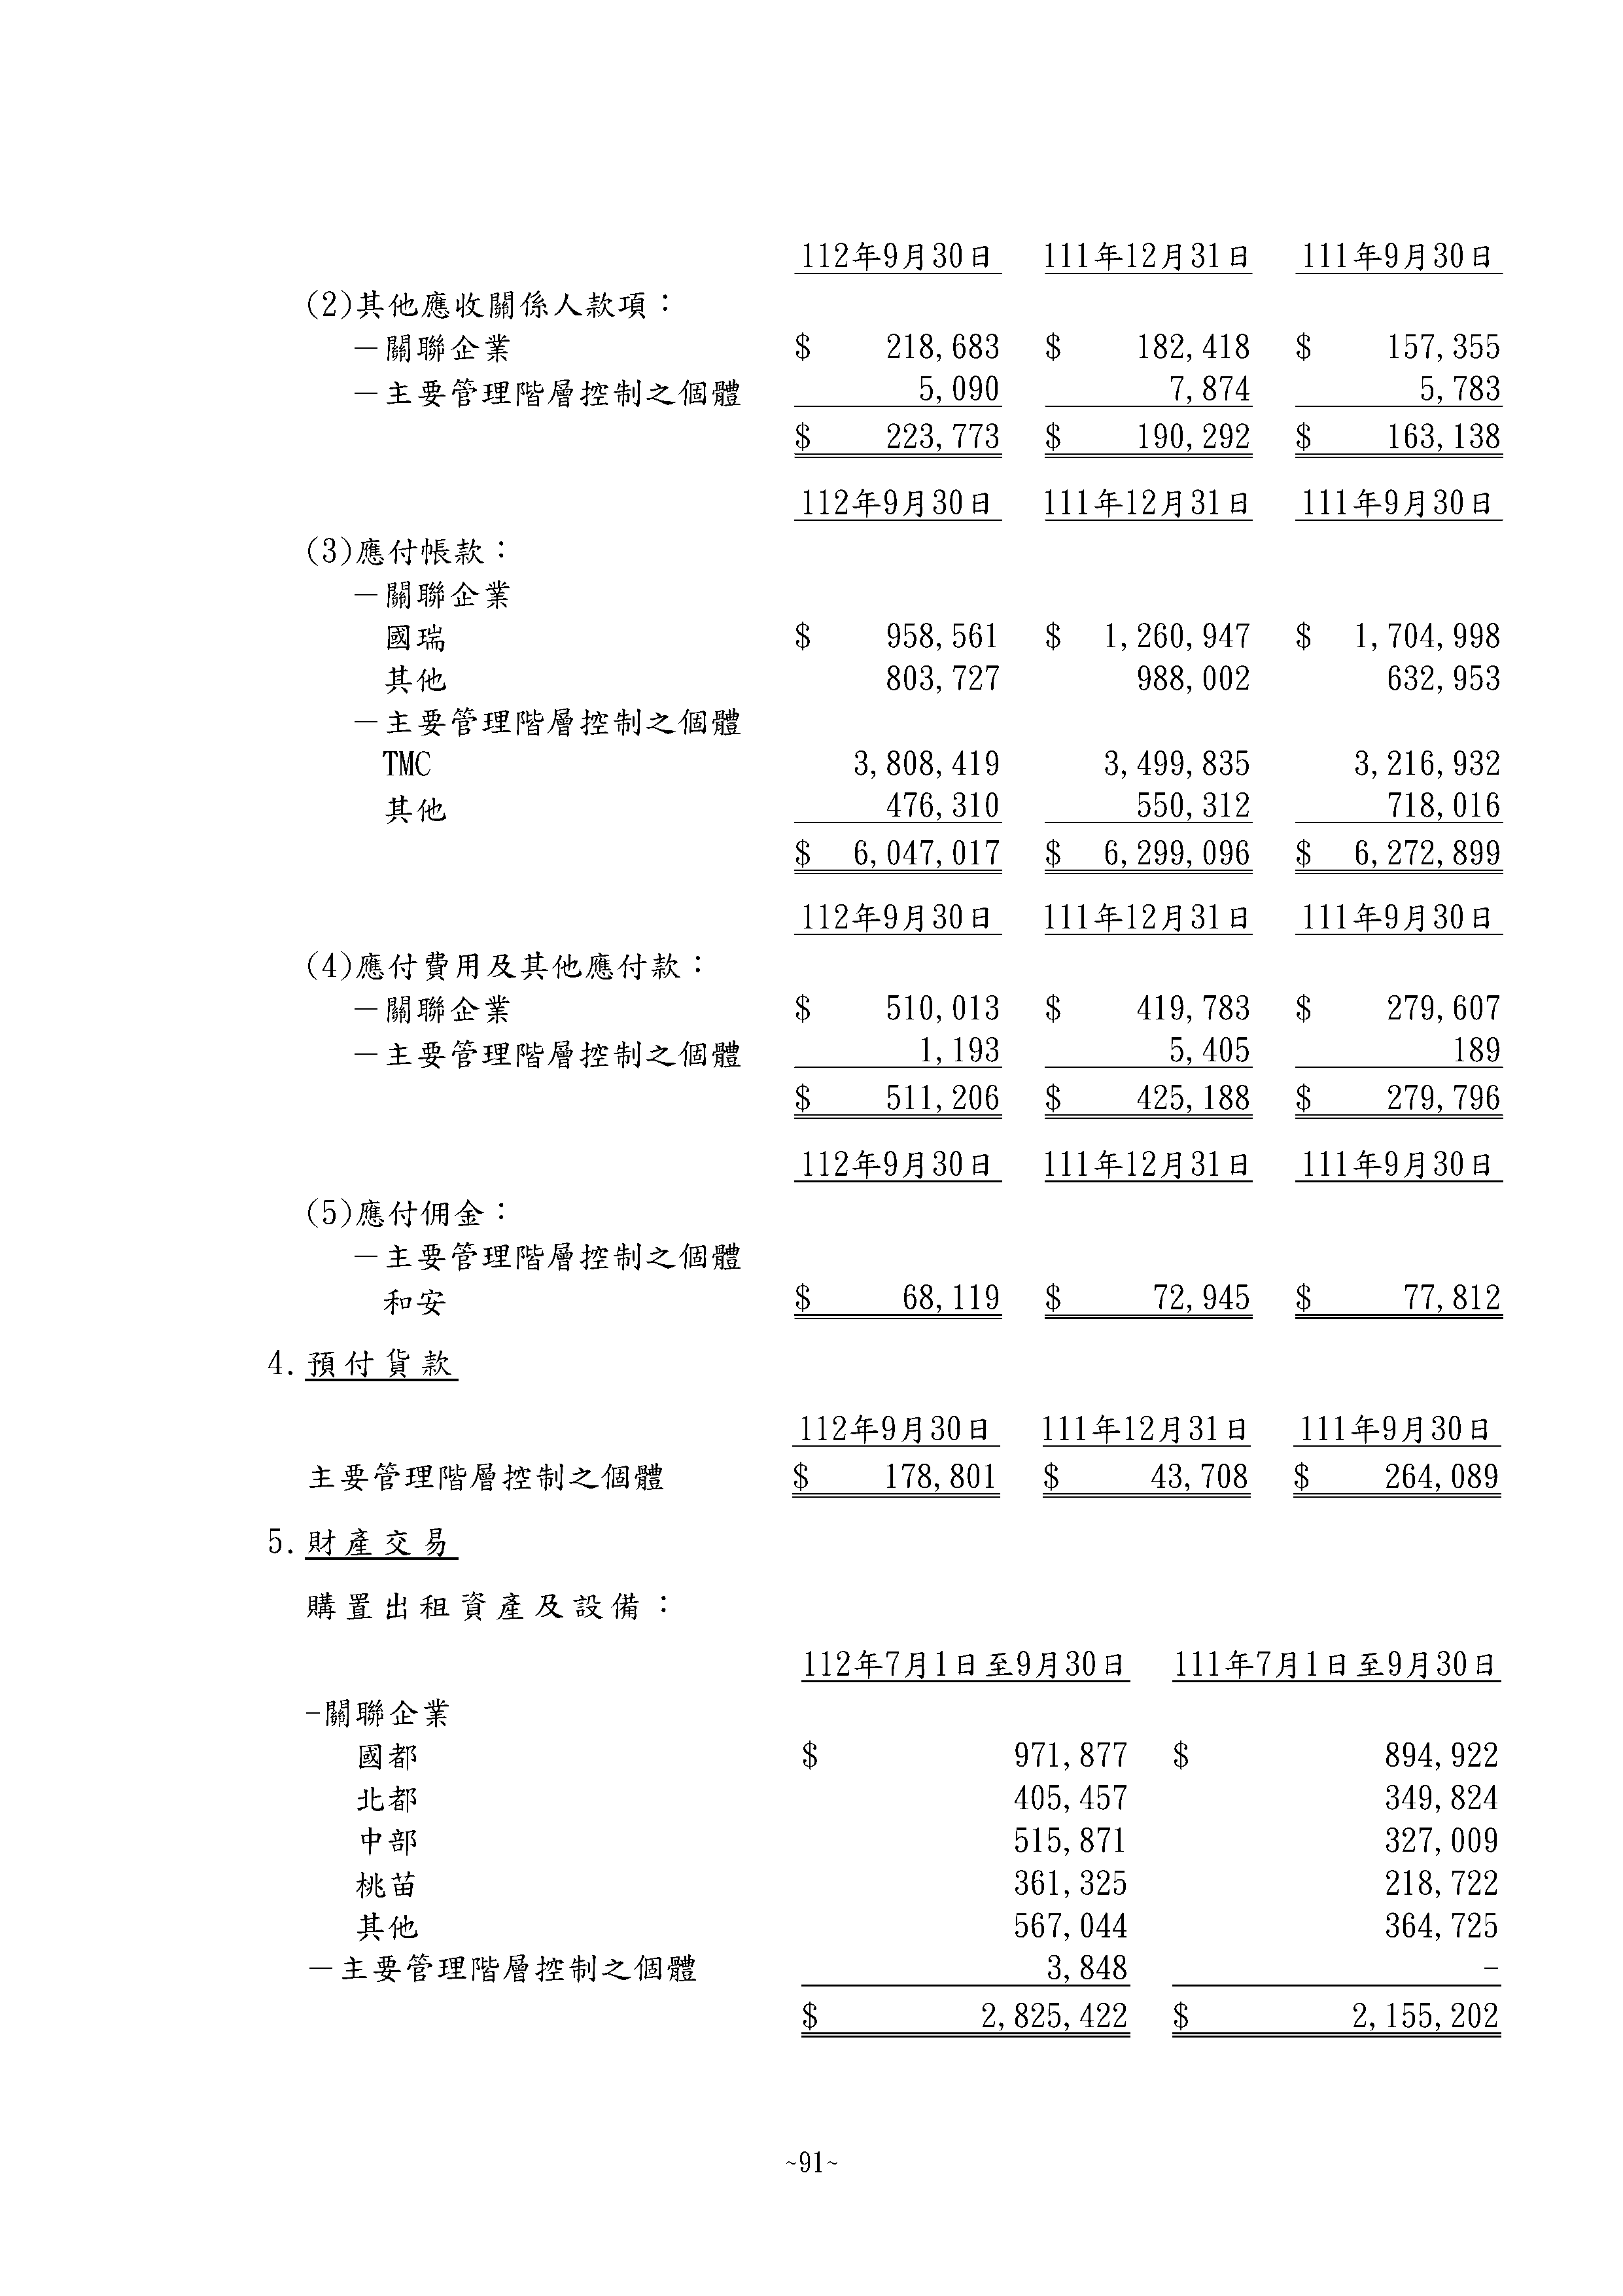 112年9月30日 111年12月31日 111年9月30日
(2)其他應收關係人款項：
－關聯企業 $ 218,683 $ 182,418 $ 157,355
－主要管理階層控制之個體 5,090 7,874 5,783
$ 223,773 $ 190,292 $ 163,138
112年9月30日 111年12月31日 111年9月30日
(3)應付帳款：
－關聯企業
國瑞 $ 958,561 $ 1,260,947 $ 1,704,998
其他 803,727 988,002 632,953
－主要管理階層控制之個體
TMC 3,808,419 3,499,835 3,216,932
其他 476,310 550,312 718,016
$ 6,047,017 $ 6,299,096 $ 6,272,899
112年9月30日 111年12月31日 111年9月30日
(4)應付費用及其他應付款：
－關聯企業 $ 510,013 $ 419,783 $ 279,607
－主要管理階層控制之個體 1,193 5,405 189
$ 511,206 $ 425,188 $ 279,796
112年9月30日 111年12月31日 111年9月30日
(5)應付佣金：
－主要管理階層控制之個體
和安 $ 68,119 $ 72,945 $ 77,812
4. 預付貨款
112年9月30日 111年12月31日 111年9月30日
主要管理階層控制之個體 $ 178,801 $ 43,708 $ 264,089
5. 財產交易
購置出租資產及設備：
112年7月1日至9月30日 111年7月1日至9月30日
-關聯企業
國都 $ 971,877 $ 894,922
北都 405,457 349,824
中部 515,871 327,009
桃苗 361,325 218,722
其他 567,044 364,725
－主要管理階層控制之個體 3,848 -
$ 2,825,422 $ 2,155,202
~91~